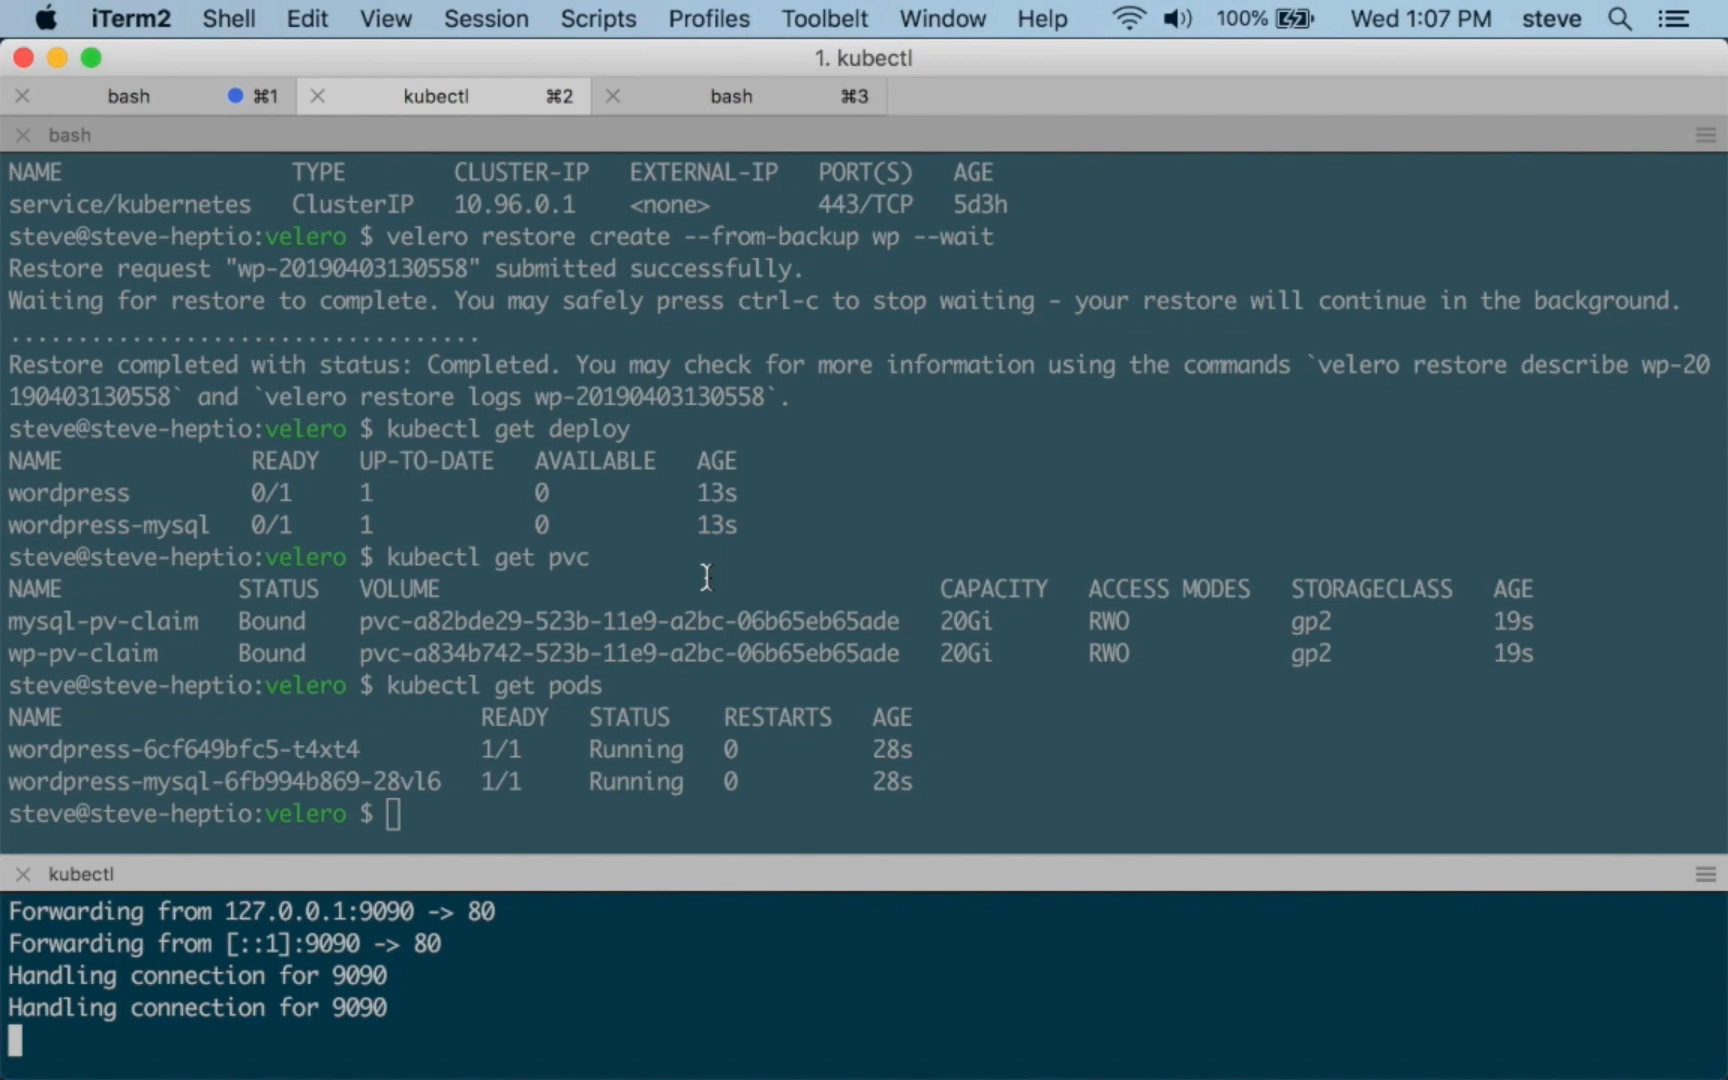 iTerm2 Shell Edit View Session Scripts Profiles Toolbelt Window Help 100% Wed 1:07 PM steve
1. kubectl
bash ⌘1 kubectl ⌘2 bash ⌘3
bash
NAME TYPE CLUSTER-IP EXTERNAL-IP PORT(S) AGE
service/kubernetes ClusterIP 10.96.0.1 <none> 443/TCP 5d3h
steve@steve-heptio:velero $ velero restore create --from-backup wp --wait
Restore request "wp-20190403130558" submitted successfully.
Waiting for restore to complete. You may safely press ctrl-c to stop waiting - your restore will continue in the background.
...................................
Restore completed with status: Completed. You may check for more information using the commands `velero restore describe wp-20
190403130558` and `velero restore logs wp-20190403130558`.
steve@steve-heptio:velero $ kubectl get deploy
NAME READY UP-TO-DATE AVAILABLE AGE
wordpress 0/1 1 0 13s
wordpress-mysql 0/1 1 0 13s
steve@steve-heptio:velero $ kubectl get pvc
NAME STATUS VOLUME CAPACITY ACCESS MODES STORAGECLASS AGE
mysql-pv-claim Bound pvc-a82bde29-523b-11e9-a2bc-06b65eb65ade 20Gi RWO gp2 19s
wp-pv-claim Bound pvc-a834b742-523b-11e9-a2bc-06b65eb65ade 20Gi RWO gp2 19s
steve@steve-heptio:velero $ kubectl get pods
NAME READY STATUS RESTARTS AGE
wordpress-6cf649bfc5-t4xt4 1/1 Running 0 28s
wordpress-mysql-6fb994b869-28vl6 1/1 Running 0 28s
steve@steve-heptio:velero $
kubectl
Forwarding from 127.0.0.1:9090 -> 80
Forwarding from [::1]:9090 -> 80
Handling connection for 9090
Handling connection for 9090